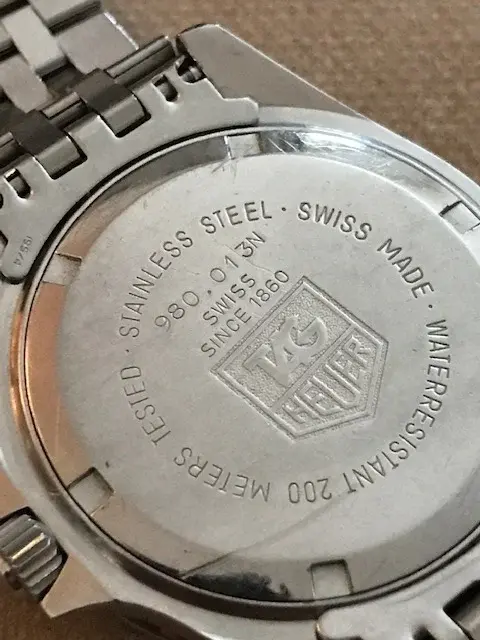 STAINLESS STEEL · SWISS MADE · WATERRESISTANT 200 METERS TESTED ·
980.013N
SWISS
SINCE 1860
TAG
HEUER